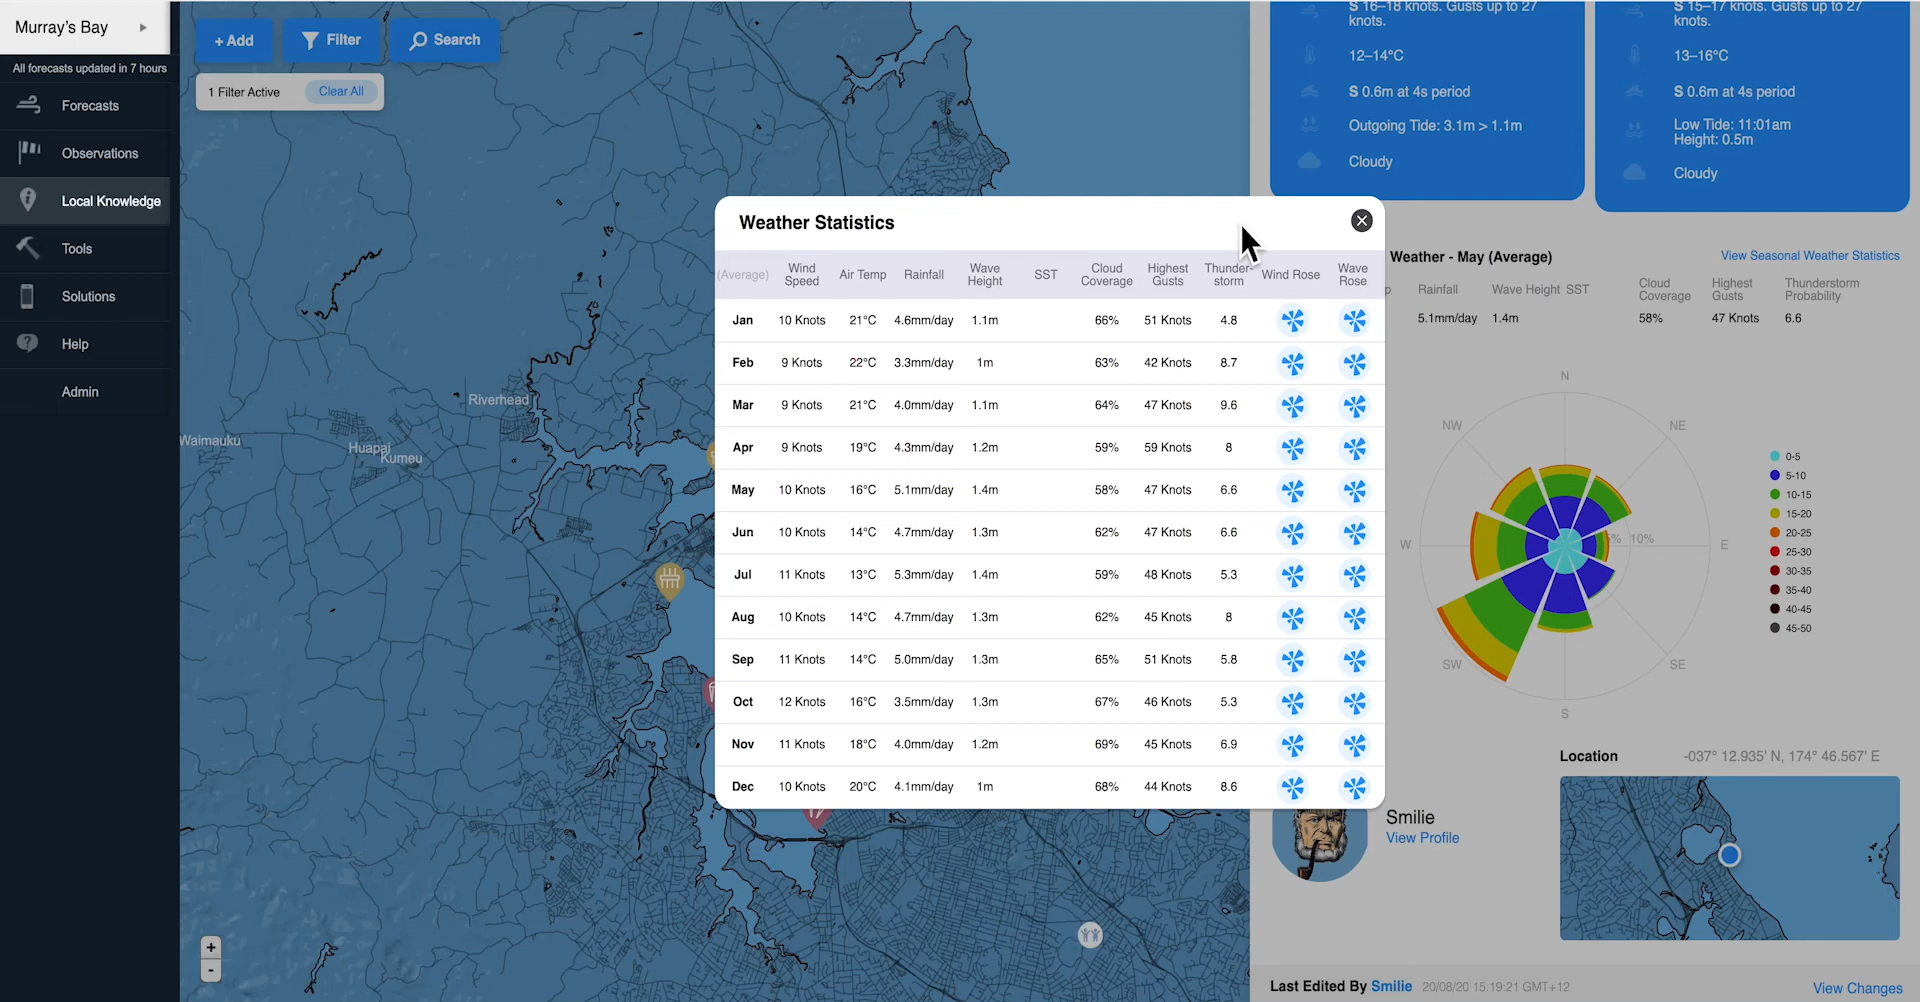 Murray's Bay
All forecasts updated in 7 hours
Forecasts
Observations
Local Knowledge
Tools
Solutions
Help
Admin
+ Add
Filter
Search
1 Filter Active
Clear All
Waimauku
Huapai
Kumeu
Riverhead
+
-
S 16–18 knots. Gusts up to 27
knots.
12–14°C
S 0.6m at 4s period
Outgoing Tide: 3.1m > 1.1m
Cloudy
S 15–17 knots. Gusts up to 27
knots.
13–16°C
S 0.6m at 4s period
Low Tide: 11:01am
Height: 0.5m
Cloudy
Weather Statistics
(Average) Wind Speed Air Temp Rainfall Wave Height SST Cloud Coverage Highest Gusts Thunder-storm Wind Rose Wave Rose
Jan 10 Knots 21°C 4.6mm/day 1.1m 66% 51 Knots 4.8
Feb 9 Knots 22°C 3.3mm/day 1m 63% 42 Knots 8.7
Mar 9 Knots 21°C 4.0mm/day 1.1m 64% 47 Knots 9.6
Apr 9 Knots 19°C 4.3mm/day 1.2m 59% 59 Knots 8
May 10 Knots 16°C 5.1mm/day 1.4m 58% 47 Knots 6.6
Jun 10 Knots 14°C 4.7mm/day 1.3m 62% 47 Knots 6.6
Jul 11 Knots 13°C 5.3mm/day 1.4m 59% 48 Knots 5.3
Aug 10 Knots 14°C 4.7mm/day 1.3m 62% 45 Knots 8
Sep 11 Knots 14°C 5.0mm/day 1.3m 65% 51 Knots 5.8
Oct 12 Knots 16°C 3.5mm/day 1.3m 67% 46 Knots 5.3
Nov 11 Knots 18°C 4.0mm/day 1.2m 69% 45 Knots 6.9
Dec 10 Knots 20°C 4.1mm/day 1m 68% 44 Knots 8.6
Weather - May (Average)
View Seasonal Weather Statistics
p Rainfall Wave Height SST Cloud Coverage Highest Gusts Thunderstorm Probability
5.1mm/day 1.4m 58% 47 Knots 6.6
N
NW
NE
W
5% 10%
E
SW
SE
S
0-5
5-10
10-15
15-20
20-25
25-30
30-35
35-40
40-45
45-50
Location
-037° 12.935' N, 174° 46.567' E
Smilie
View Profile
Last Edited By Smilie 20/08/20 15:19:21 GMT+12
View Changes